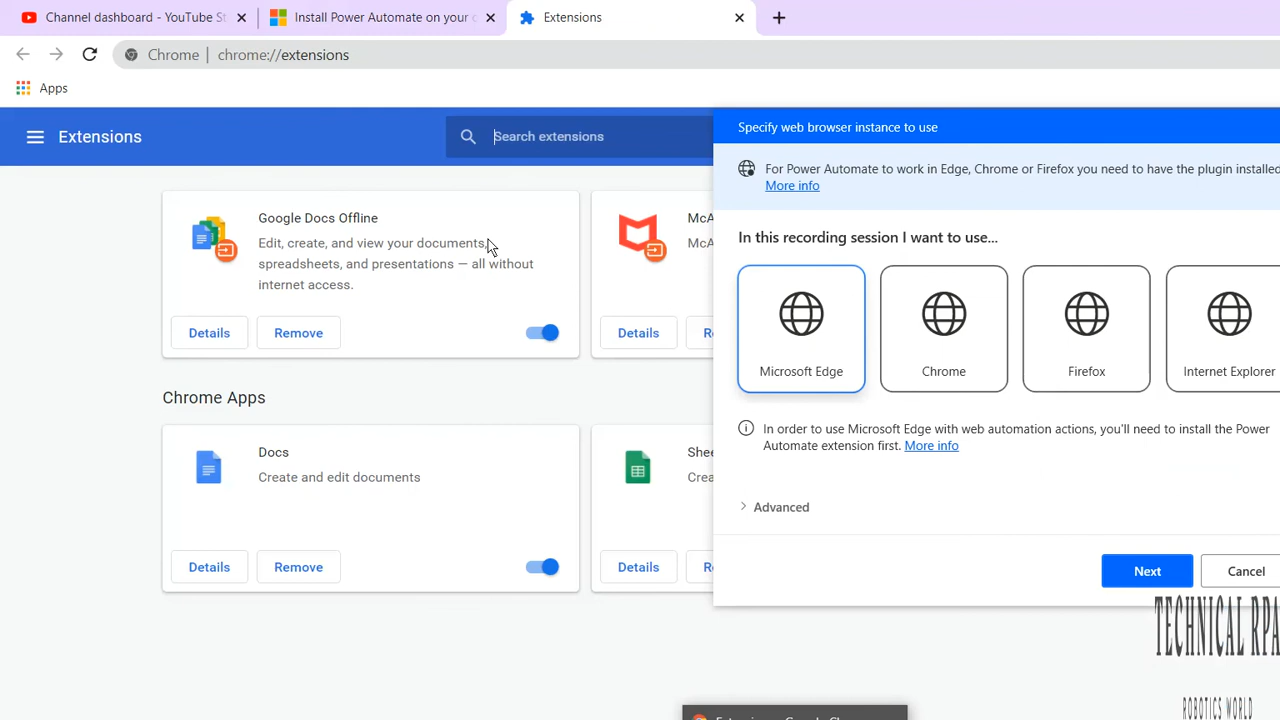 Channel dashboard - YouTube St
Install Power Automate on your c
Extensions
Chrome
chrome://extensions
Apps
Extensions
Search extensions
Specify web browser instance to use
For Power Automate to work in Edge, Chrome or Firefox you need to have the plugin installed
More info
In this recording session I want to use...
Microsoft Edge
Chrome
Firefox
Internet Explorer
In order to use Microsoft Edge with web automation actions, you'll need to install the Power
Automate extension first. More info
Advanced
Next
Cancel
Google Docs Offline
Edit, create, and view your documents,
spreadsheets, and presentations — all without
internet access.
Details
Remove
McA
McA
Details
R
Chrome Apps
Docs
Create and edit documents
Details
Remove
Shee
Crea
Details
R
TECHNICAL RPA
ROBOTICS WORLD